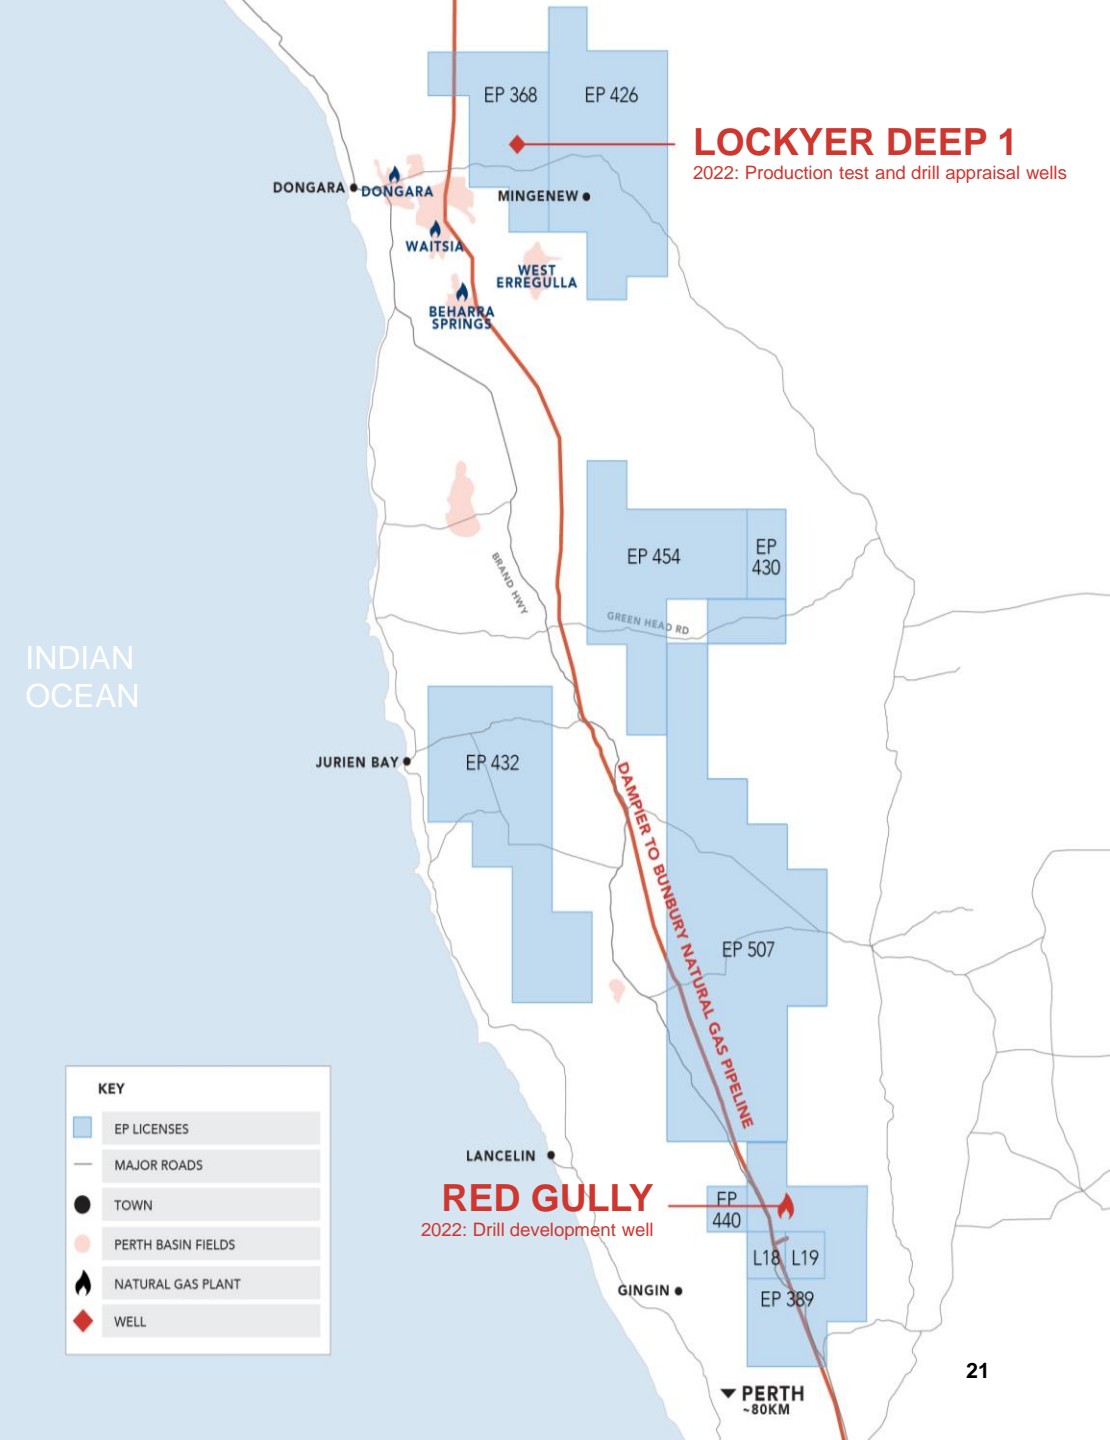 EP 368
EP 426
LOCKYER DEEP 1
2022: Production test and drill appraisal wells
DONGARA
DONGARA
MINGENEW
WAITSIA
WEST
ERREGULLA
BEHARRA
SPRINGS
EP 454
EP
430
BRAND HWY
GREEN HEAD RD
INDIAN
OCEAN
JURIEN BAY
EP 432
DAMPIER TO BUNBURY NATURAL GAS PIPELINE
EP 507
KEY
EP LICENSES
MAJOR ROADS
TOWN
PERTH BASIN FIELDS
NATURAL GAS PLANT
WELL
LANCELIN
RED GULLY
2022: Drill development well
EP
440
L18
L19
GINGIN
EP 389
21
PERTH
~80KM